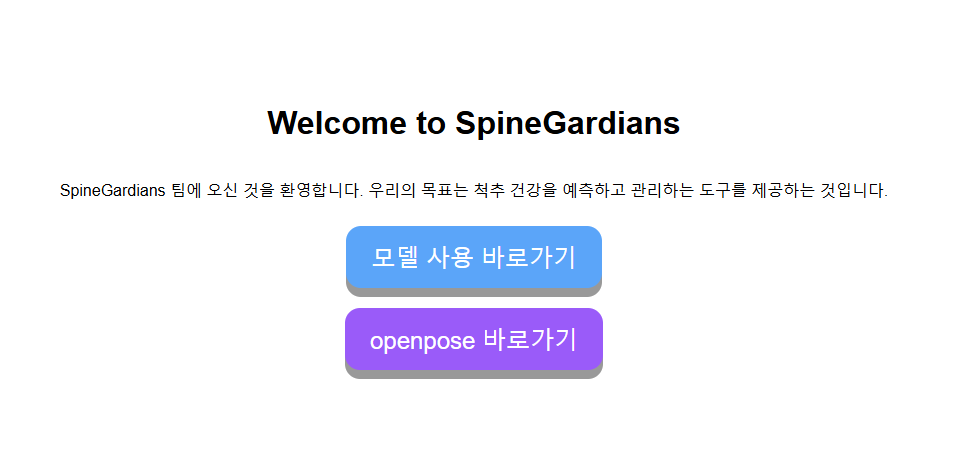 Welcome to SpineGardians
SpineGardians 팀에 오신 것을 환영합니다. 우리의 목표는 척추 건강을 예측하고 관리하는 도구를 제공하는 것입니다.
모델 사용 바로가기
openpose 바로가기